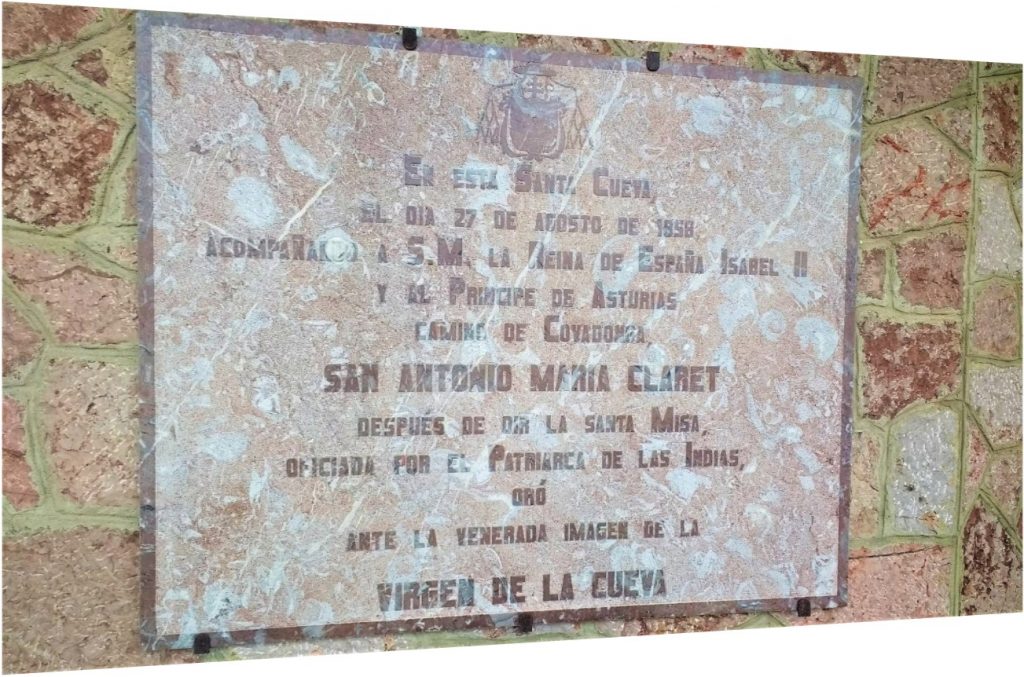 En esta Santa Cueva,
el día 27 de agosto de 1858,
acompañando a S.M. la Reina de España Isabel II
y al Príncipe de Asturias
camino de Covadonga,
SAN ANTONIO MARÍA CLARET
después de oir la santa Misa,
oficiada por el Patriarca de las Indias,
oró
ante la venerada imagen de la
VIRGEN DE LA CUEVA